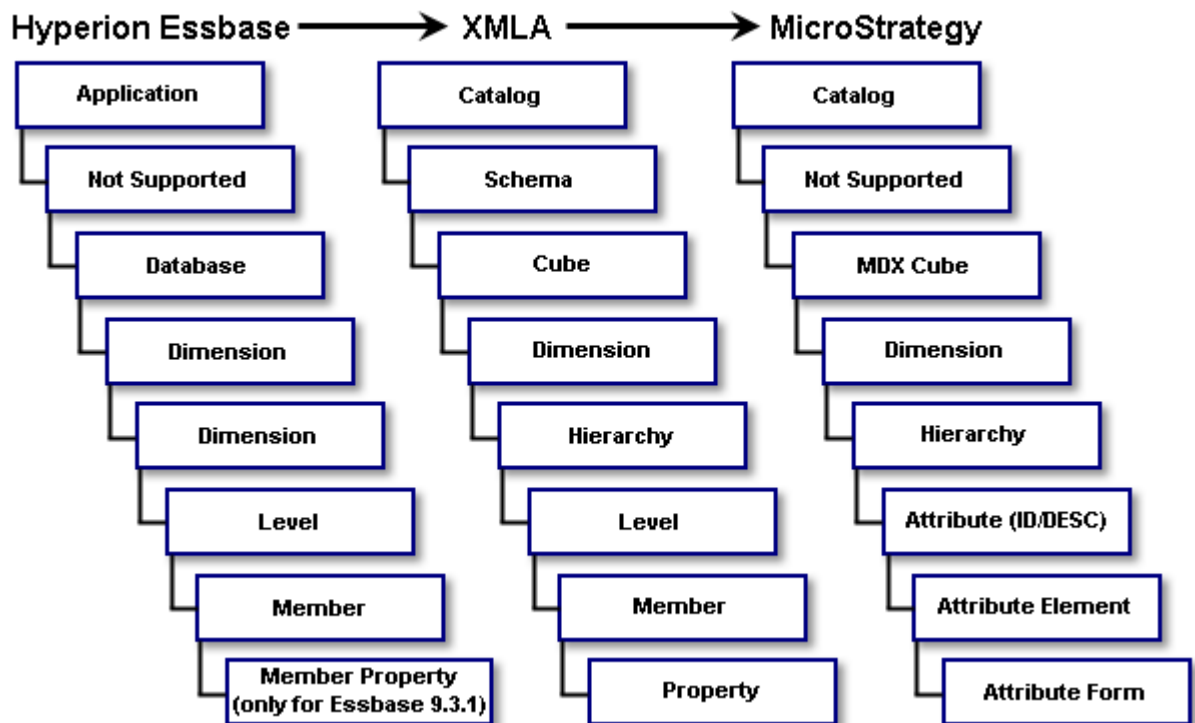 Hyperion Essbase XMLA MicroStrategy
Application Catalog Catalog
Not Supported Schema Not Supported
Database Cube MDX Cube
Dimension Dimension Dimension
Dimension Hierarchy Hierarchy
Level Level Attribute (ID/DESC)
Member Member Attribute Element
Member Property
(only for Essbase 9.3.1) Property Attribute Form